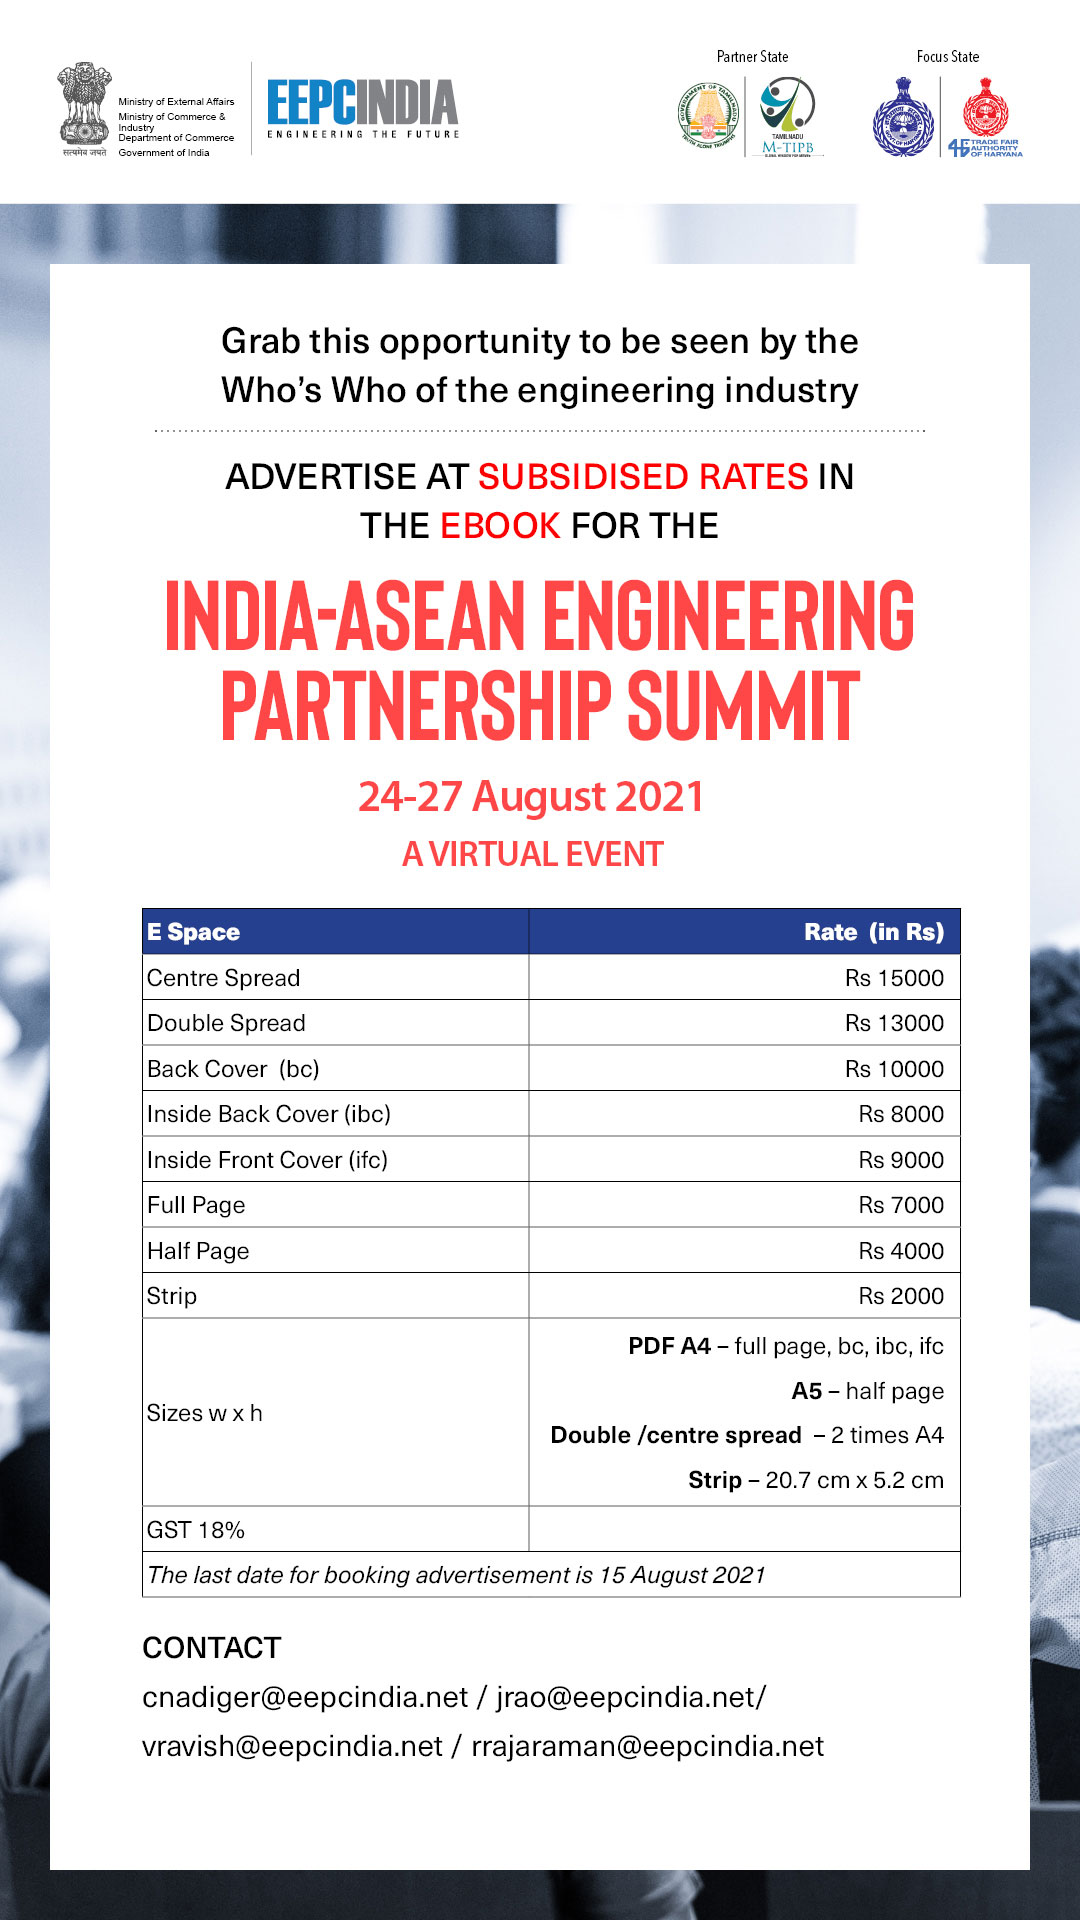 Partner State
Focus State
Ministry of External Affairs
Ministry of Commerce &
Industry
Department of Commerce
Government of India
सत्यमेव जयते
EEPCINDIA
ENGINEERING THE FUTURE
GOVERNMENT OF TAMILNADU
TRUTH ALONE TRIUMPHS
TAMILNADU
M-TIPB
TRADE FAIR
AUTHORITY
OF HARYANA
Grab this opportunity to be seen by the
Who's Who of the engineering industry
ADVERTISE AT SUBSIDISED RATES IN
THE EBOOK FOR THE
INDIA-ASEAN ENGINEERING
PARTNERSHIP SUMMIT
24-27 August 2021
A VIRTUAL EVENT
E Space Rate (in Rs)
Centre Spread Rs 15000
Double Spread Rs 13000
Back Cover (bc) Rs 10000
Inside Back Cover (ibc) Rs 8000
Inside Front Cover (ifc) Rs 9000
Full Page Rs 7000
Half Page Rs 4000
Strip Rs 2000
Sizes w x h
PDF A4 – full page, bc, ibc, ifc
A5 – half page
Double /centre spread – 2 times A4
Strip – 20.7 cm x 5.2 cm
GST 18%
The last date for booking advertisement is 15 August 2021
CONTACT
cnadiger@eepcindia.net / jrao@eepcindia.net/
vravish@eepcindia.net / rrajaraman@eepcindia.net